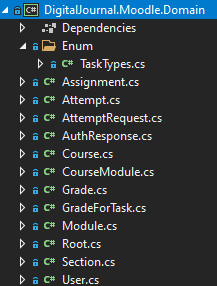 C# DigitalJournal.Moodle.Domain
Dependencies
Enum
C# TaskTypes.cs
C# Assignment.cs
C# Attempt.cs
C# AttemptRequest.cs
C# AuthResponse.cs
C# Course.cs
C# CourseModule.cs
C# Grade.cs
C# GradeForTask.cs
C# Module.cs
C# Root.cs
C# Section.cs
C# User.cs